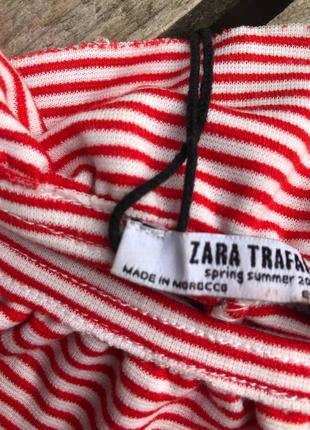 ZARA TRAFA
spring summer 20
MADE IN MOROCCO